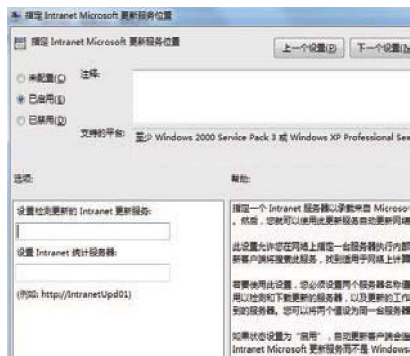 指定 Intranet Microsoft 更新服务位置
指定 Intranet Microsoft 更新服务位置
上一个设置(P)
下一个设置(N
未配置(C)
注释:
已启用(E)
已禁用(D)
支持的平台:
至少 Windows 2000 Service Pack 3 或 Windows XP Professional Ser
选项:
帮助:
设置检测更新的 Intranet 更新服务:
设置 Intranet 统计服务器:
(例如: http://IntranetUpd01)
指定一个 Intranet 服务器以承载来自 Microso
。然后，您就可以使用此更新服务自动更新网络
此设置允许您在网络上指定一台服务器执行内部
新客户端将搜索此服务，找到适用于网络上计算
若要使用此设置，您必须设置两个服务器名称值
用以检测和下载更新的服务器，以及更新的工作
到的服务器。您可以将两个值设为同一台服务器
如果状态设置为“启用”，自动更新客户端会连
Intranet Microsoft 更新服务而不是 Windows